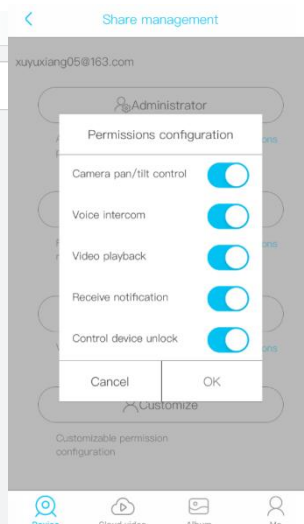 Share management
xuyuxiang05@163.com
Administrator
Permissions configuration
Camera pan/tilt control
Voice intercom
Video playback
Receive notification
Control device unlock
Cancel
OK
Customize
Customizable permission
configuration
Device
Cloud video
Album
Me